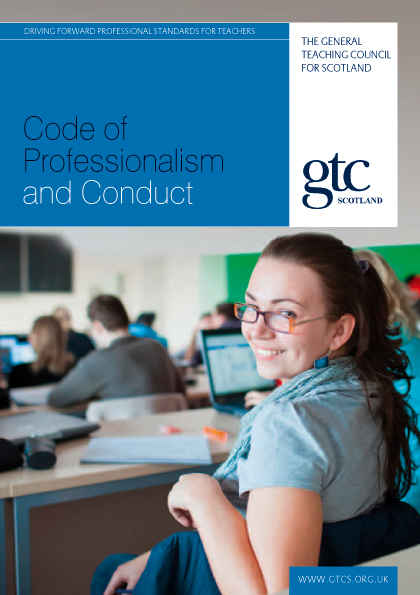 DRIVING FORWARD PROFESSIONAL STANDARDS FOR TEACHERS
THE GENERAL
TEACHING COUNCIL
FOR SCOTLAND
Code of
Professionalism
and Conduct
gtc
SCOTLAND
WWW.GTCS.ORG.UK